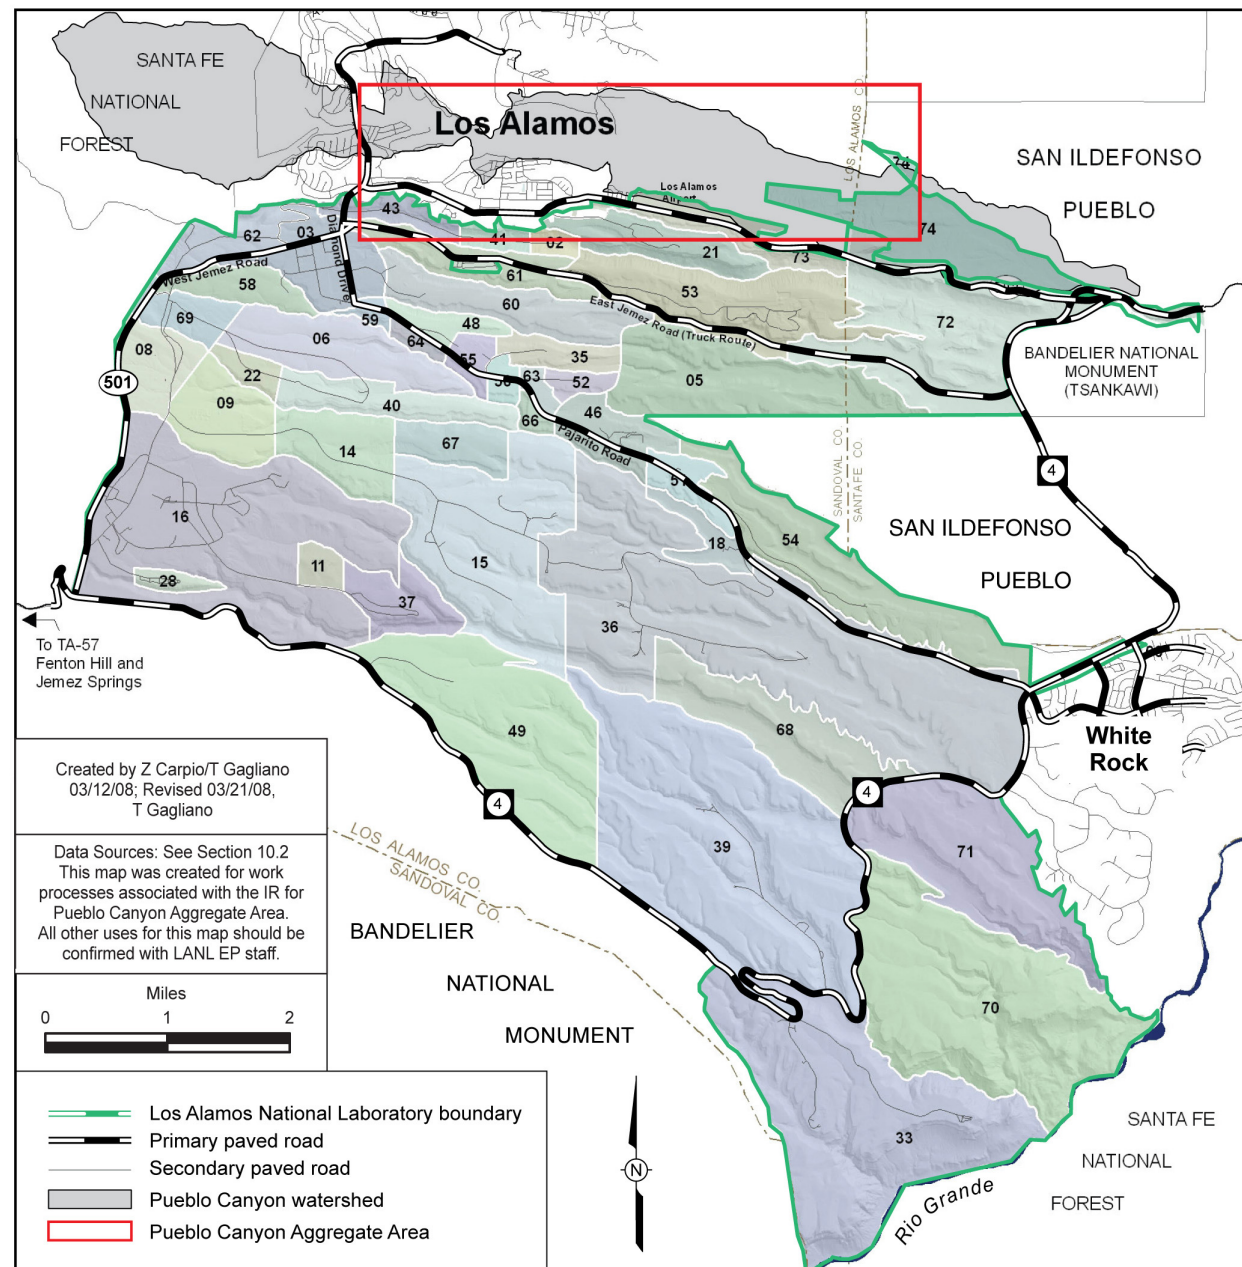 SANTA FE
NATIONAL
FOREST
Los Alamos
LOS ALAMOS CO.
74
SAN ILDEFONSO
PUEBLO
Los Alamos
43
62
03
Diamond Drive
41
02
21
73
74
West Jemez Road
58
61
53
60
East Jemez Road (Truck Route)
72
69
59
48
06
64
08
55
35
BANDELIER NATIONAL
MONUMENT
(TSANKAWI)
501
22
63
52
05
09
40
46
66
14
67
Pajarito Road
SANDOVAL CO.
SANTA FE CO.
4
16
51
18
54
SAN ILDEFONSO
PUEBLO
15
11
28
37
36
To TA-57
Fenton Hill and
Jemez Springs
49
68
White
Rock
Created by Z Carpio/T Gagliano
03/12/08; Revised 03/21/08,
T Gagliano
4
4
LOS ALAMOS CO.
SANDOVAL CO.
39
71
Data Sources: See Section 10.2
This map was created for work
processes associated with the IR for
Pueblo Canyon Aggregate Area.
All other uses for this map should be
confirmed with LANL EP staff.
BANDELIER
NATIONAL
MONUMENT
Miles
0 1 2
70
33
Rio Grande
SANTA FE
NATIONAL
FOREST
N
Los Alamos National Laboratory boundary
Primary paved road
Secondary paved road
Pueblo Canyon watershed
Pueblo Canyon Aggregate Area